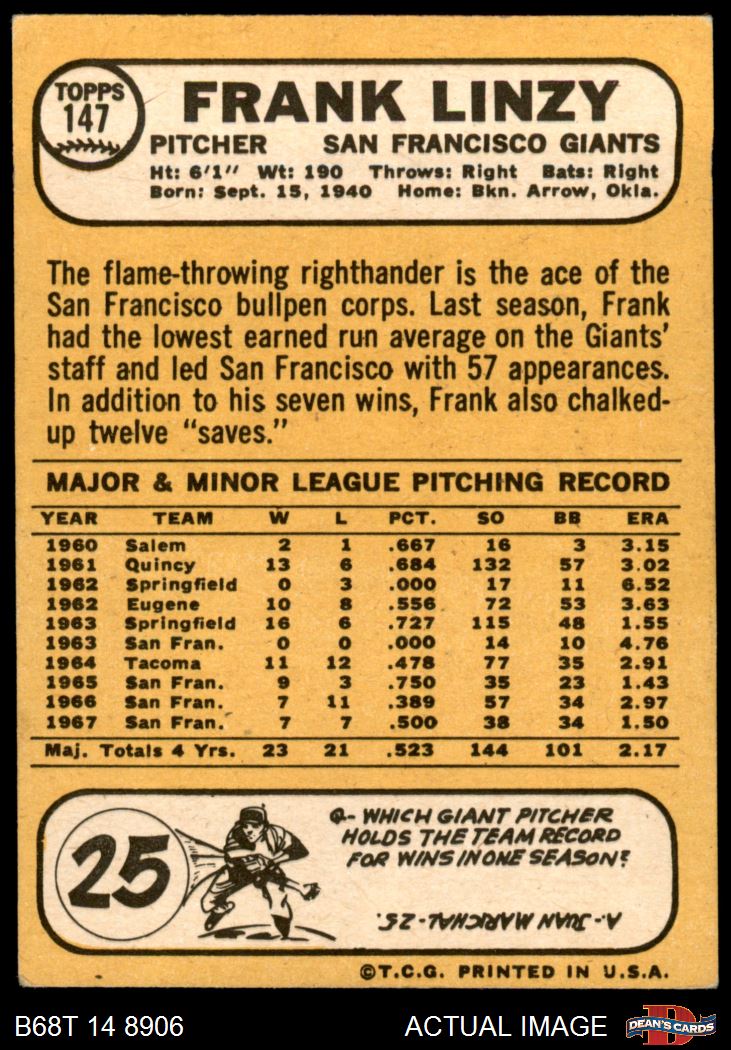 TOPPS
147
FRANK LINZY
PITCHER SAN FRANCISCO GIANTS
Ht: 6'1" Wt: 190 Throws: Right Bats: Right
Born: Sept. 15, 1940 Home: Bkn. Arrow, Okla.
The flame-throwing righthander is the ace of the
San Francisco bullpen corps. Last season, Frank
had the lowest earned run average on the Giants'
staff and led San Francisco with 57 appearances.
In addition to his seven wins, Frank also chalked-
up twelve "saves."
MAJOR & MINOR LEAGUE PITCHING RECORD
YEAR TEAM W L PCT. SO BB ERA
1960 Salem 2 1 .667 16 3 3.15
1961 Quincy 13 6 .684 132 57 3.02
1962 Springfield 0 3 .000 17 11 6.52
1962 Eugene 10 8 .556 72 53 3.63
1963 Springfield 16 6 .727 115 48 1.55
1963 San Fran. 0 0 .000 14 10 4.76
1964 Tacoma 11 12 .478 77 35 2.91
1965 San Fran. 9 3 .750 35 23 1.43
1966 San Fran. 7 11 .389 57 34 2.97
1967 San Fran. 7 7 .500 38 34 1.50
Maj. Totals 4 Yrs. 23 21 .523 144 101 2.17
25
Q- WHICH GIANT PITCHER
HOLDS THE TEAM RECORD
FOR WINS IN ONE SEASON?
A- JUAN MARICHAL-25.
©T.C.G. PRINTED IN U.S.A.
B68T 14 8906 ACTUAL IMAGE DEAN'S CARDS